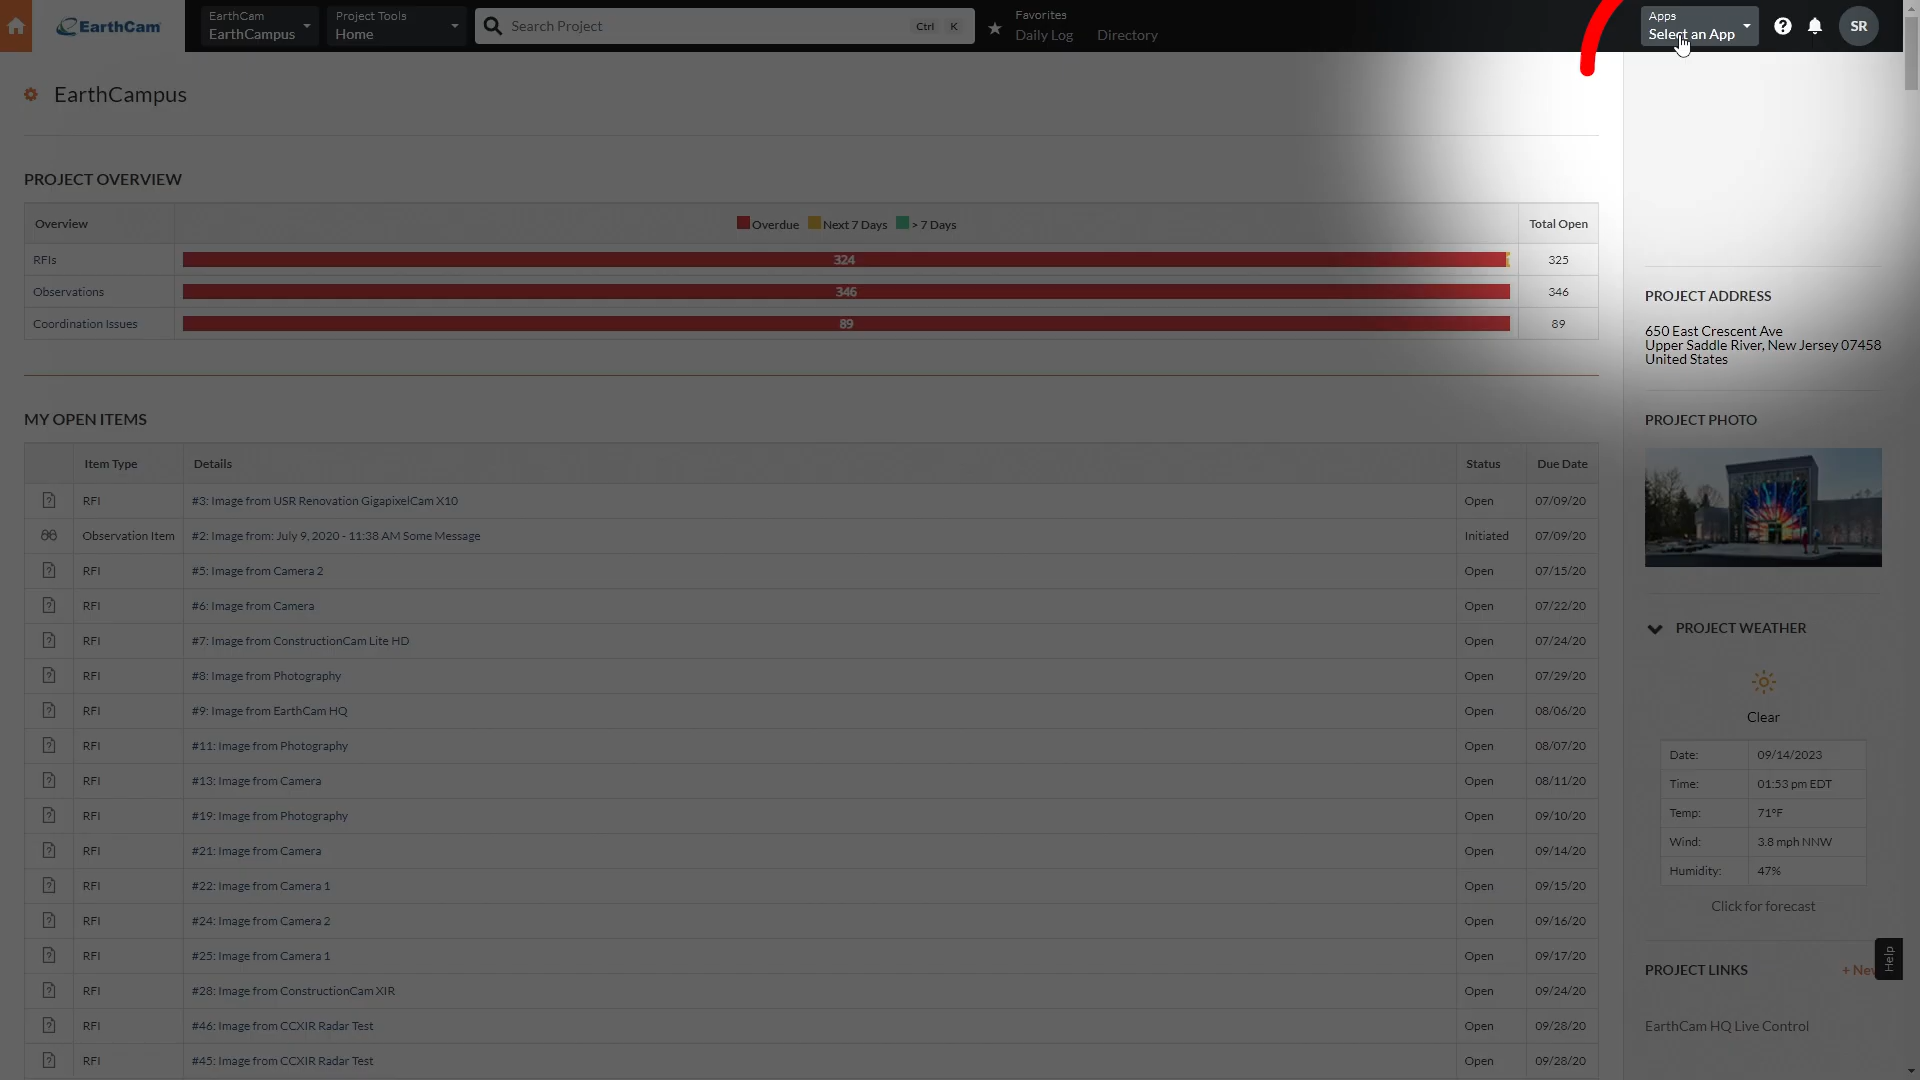 EarthCam
EarthCam
EarthCampus
Project Tools
Home
Search Project
Ctrl K
Favorites
Daily Log Directory
Apps
Select an App
SR
EarthCampus
PROJECT OVERVIEW
Overview Overdue Next 7 Days > 7 Days Total Open
RFIs 324 325
Observations 346 346
Coordination Issues 89 89
MY OPEN ITEMS
Item Type Details Status Due Date
RFI #3: Image from USR Renovation GigapixelCam X10 Open 07/09/20
Observation Item #2: Image from: July 9, 2020 - 11:38 AM Some Message Initiated 07/09/20
RFI #5: Image from Camera 2 Open 07/15/20
RFI #6: Image from Camera Open 07/22/20
RFI #7: Image from ConstructionCam Lite HD Open 07/24/20
RFI #8: Image from Photography Open 07/29/20
RFI #9: Image from EarthCam HQ Open 08/06/20
RFI #11: Image from Photography Open 08/07/20
RFI #13: Image from Camera Open 08/11/20
RFI #19: Image from Photography Open 09/10/20
RFI #21: Image from Camera Open 09/14/20
RFI #22: Image from Camera 1 Open 09/15/20
RFI #24: Image from Camera 2 Open 09/16/20
RFI #25: Image from Camera 1 Open 09/17/20
RFI #28: Image from ConstructionCam XIR Open 09/24/20
RFI #46: Image from CCXIR Radar Test Open 09/28/20
RFI #45: Image from CCXIR Radar Test Open 09/28/20
PROJECT ADDRESS
650 East Crescent Ave
Upper Saddle River, New Jersey 07458
United States
PROJECT PHOTO
PROJECT WEATHER
Clear
Date: 09/14/2023
Time: 01:53 pm EDT
Temp: 71°F
Wind: 3.8 mph NNW
Humidity: 47%
Click for forecast
Help
PROJECT LINKS + Nev
EarthCam HQ Live Control